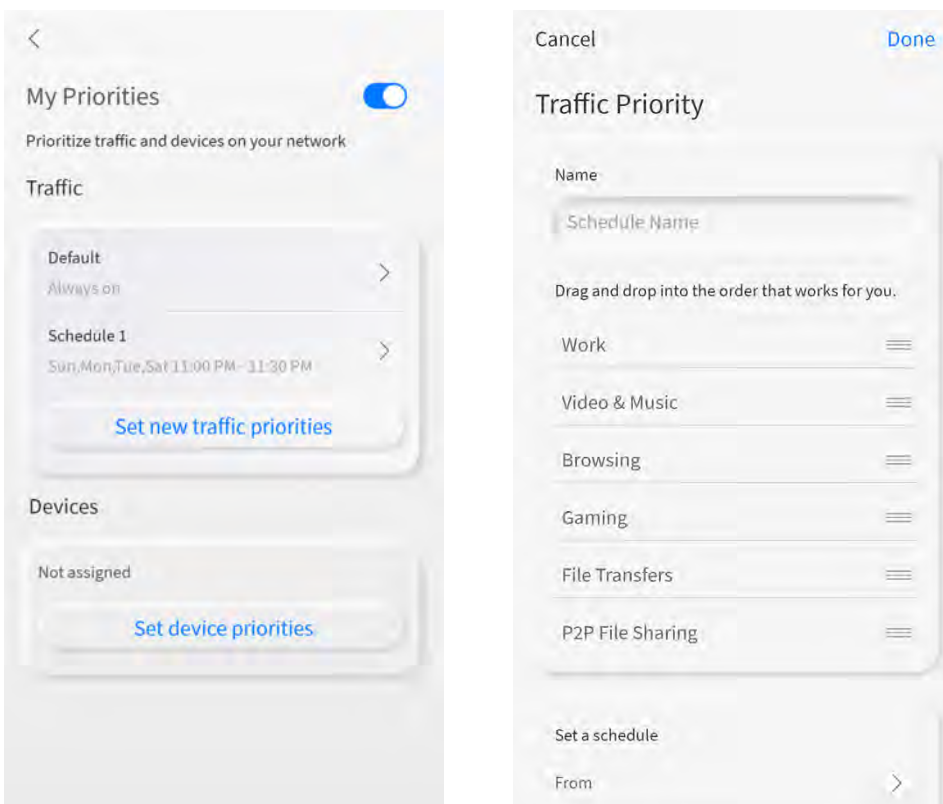 My Priorities
Prioritize traffic and devices on your network
Traffic
Default
Always on
Schedule 1
Sun,Mon,Tue,Sat 11:00 PM - 11:30 PM
Set new traffic priorities
Devices
Not assigned
Set device priorities
Cancel
Done
Traffic Priority
Name
Schedule Name
Drag and drop into the order that works for you.
Work
Video & Music
Browsing
Gaming
File Transfers
P2P File Sharing
Set a schedule
From